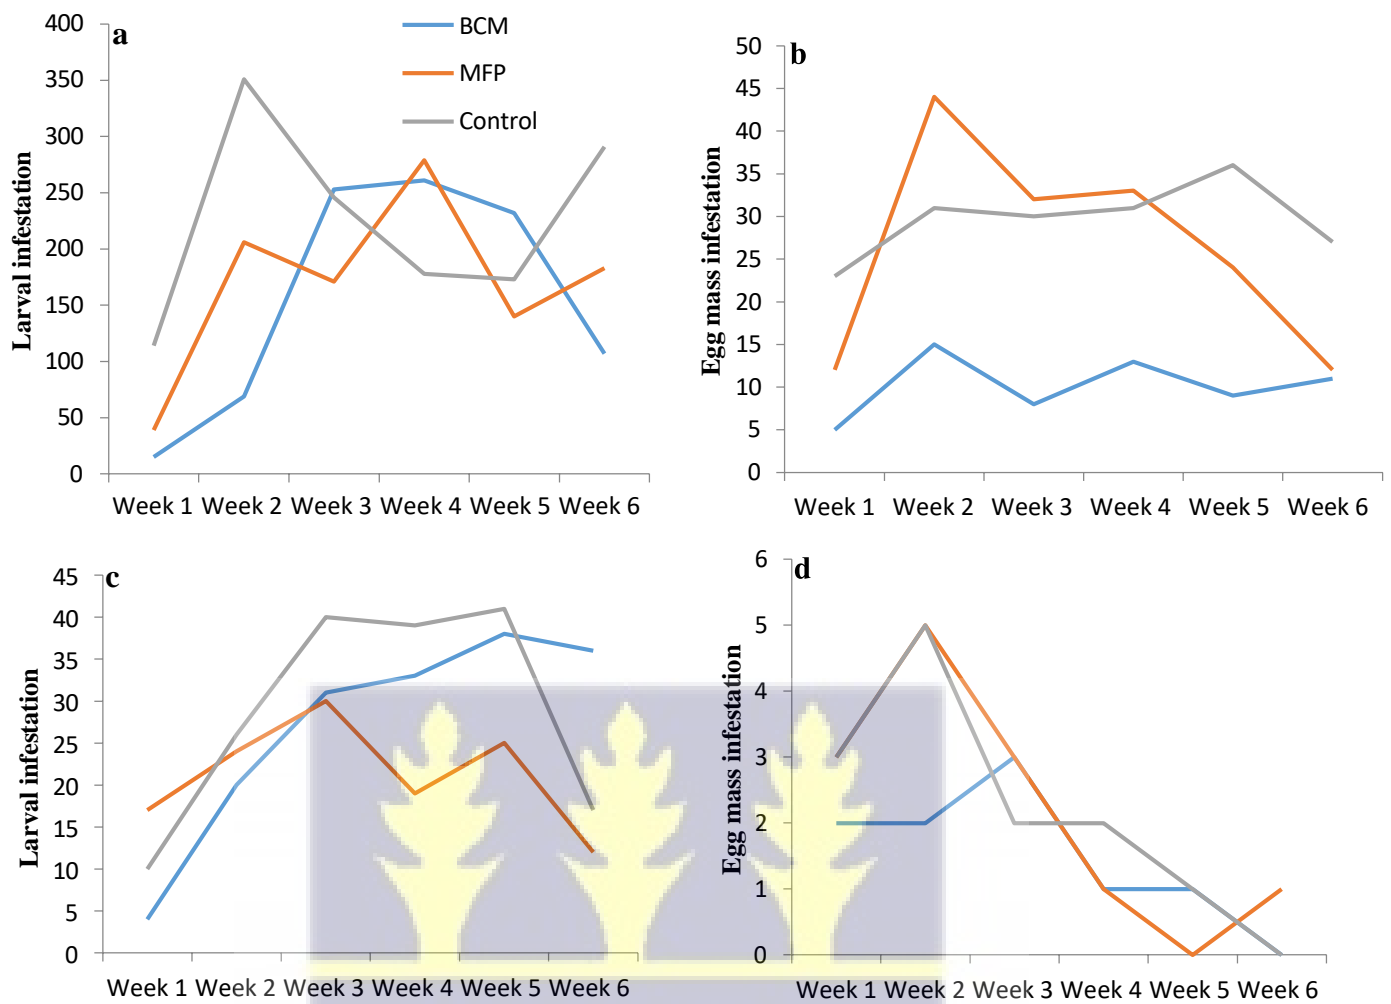 a
BCM
MFP
Control
Larval infestation
400
350
300
250
200
150
100
50
0
Week 1 Week 2 Week 3 Week 4 Week 5 Week 6
b
Egg mass infestation
50
45
40
35
30
25
20
15
10
5
0
Week 1 Week 2 Week 3 Week 4 Week 5 Week 6
c
Larval infestation
45
40
35
30
25
20
15
10
5
0
Week 1 Week 2 Week 3 Week 4 Week 5 Week 6
d
Egg mass infestation
6
5
4
3
2
1
0
Week 1 Week 2 Week 3 Week 4 Week 5 Week 6